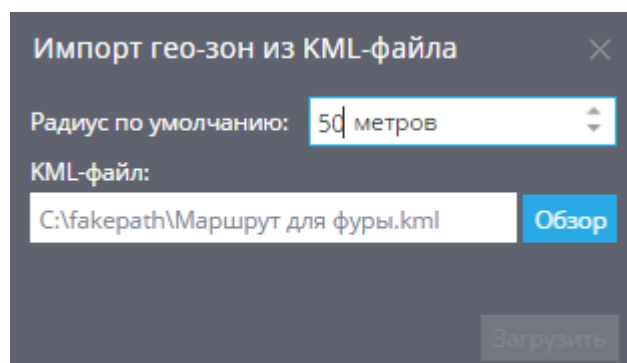 Импорт гео-зон из KML-файла
Радиус по умолчанию: 50 метров
KML-файл:
C:\fakepath\Маршрут для фуры.kml Обзор
Загрузить